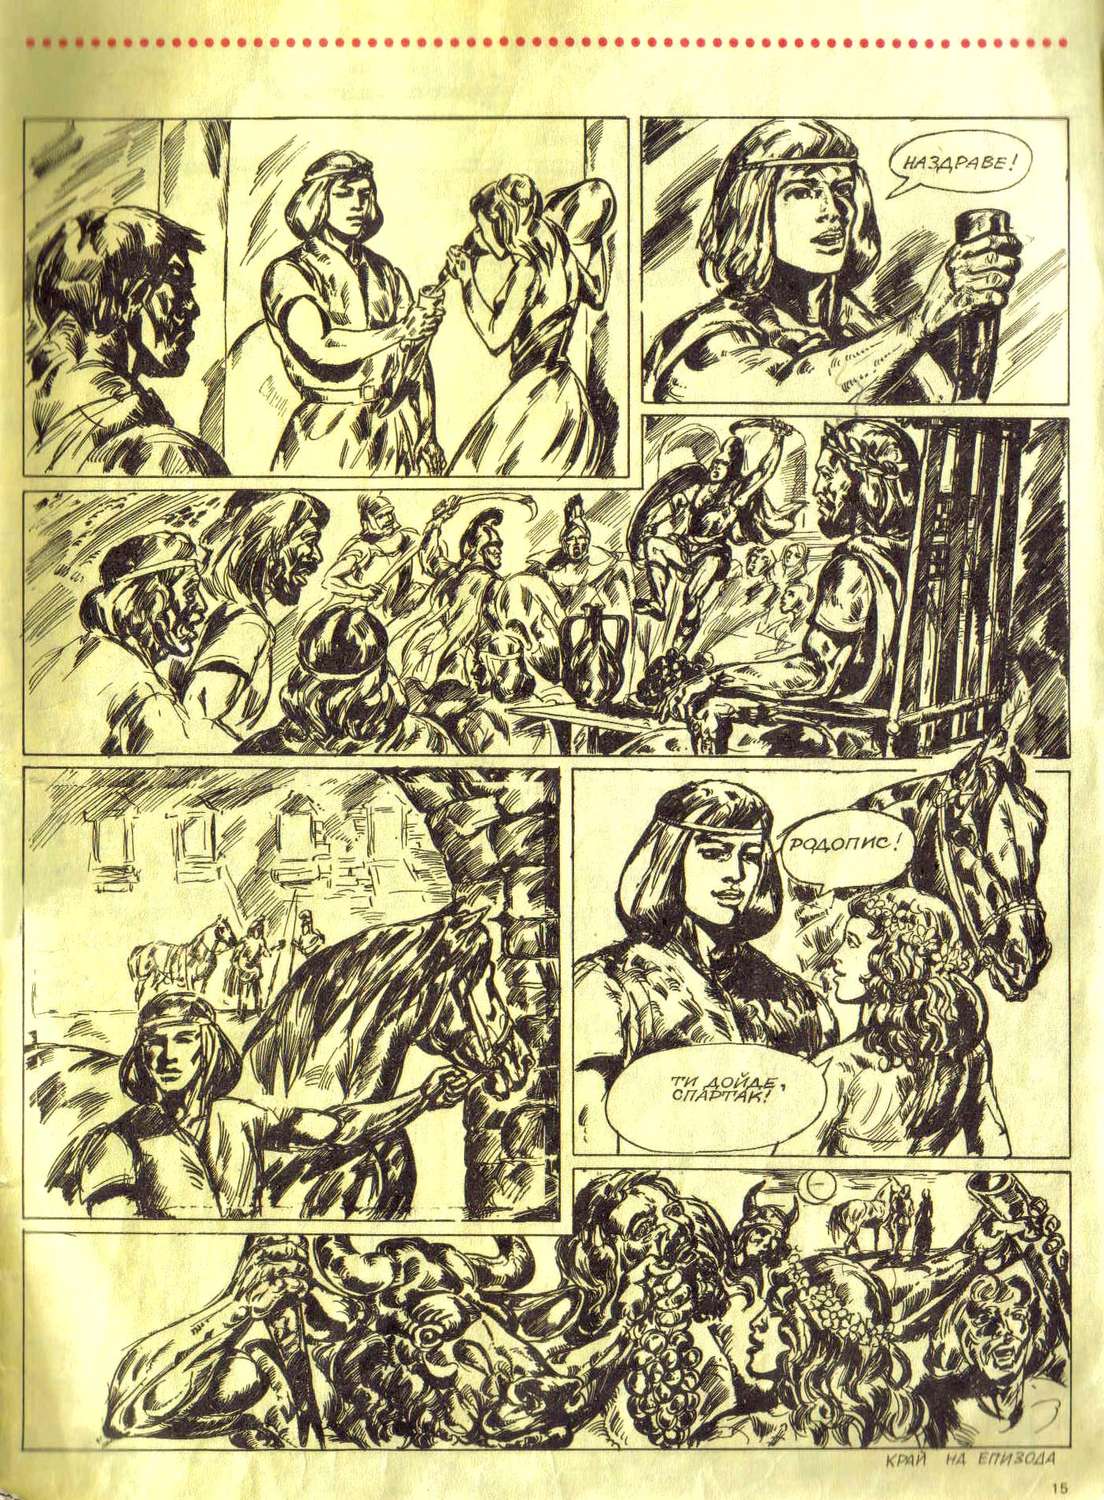 НАЗДРАВЕ!
РОДОПИС!
ТИ ДОЙДЕ,
СПАРТАК!
КРАЙ НА ЕПИЗОДА
15